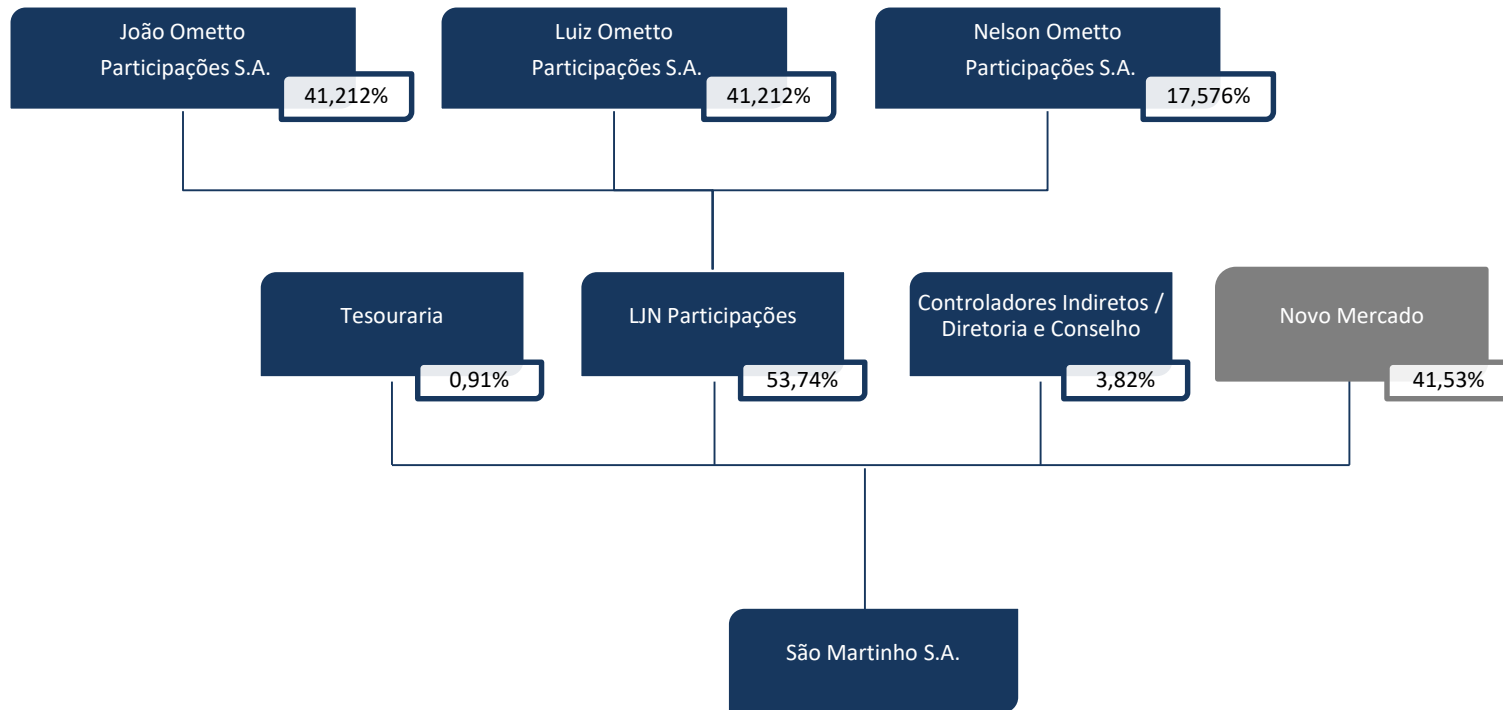 João Ometto
Participações S.A.
41,212%
Luiz Ometto
Participações S.A.
41,212%
Nelson Ometto
Participações S.A.
17,576%
Tesouraria
0,91%
LJN Participações
53,74%
Controladores Indiretos /
Diretoria e Conselho
3,82%
Novo Mercado
41,53%
São Martinho S.A.